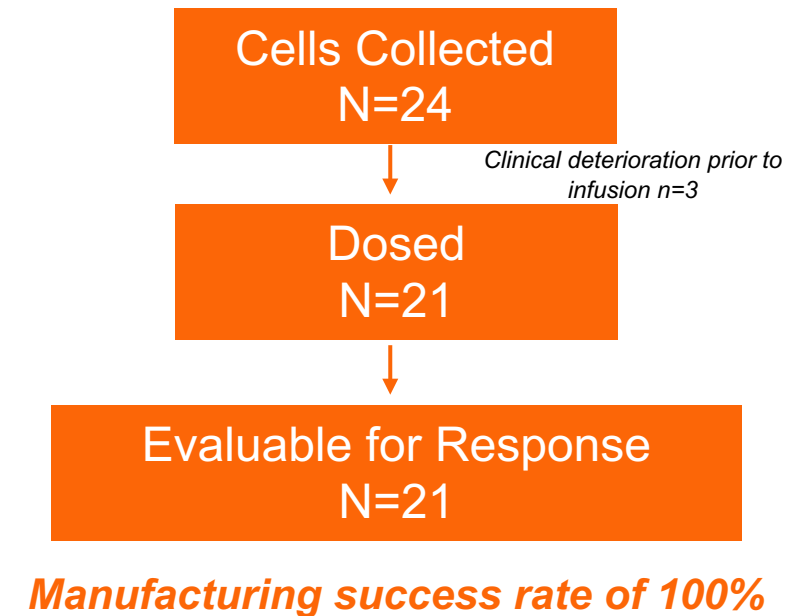 Cells Collected
N=24
Clinical deterioration prior to
infusion n=3
Dosed
N=21
Evaluable for Response
N=21
Manufacturing success rate of 100%